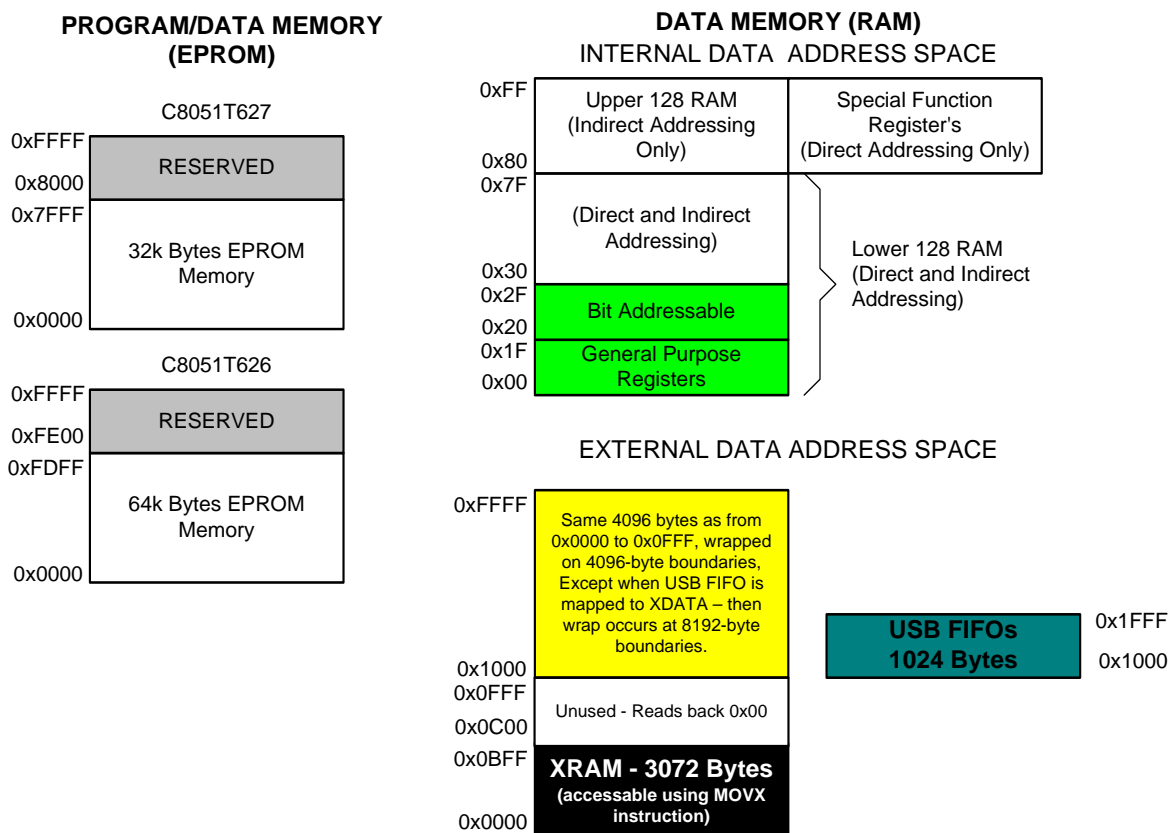 PROGRAM/DATA MEMORY
(EPROM)
C8051T627
0xFFFF
RESERVED
0x8000
0x7FFF
32k Bytes EPROM
Memory
0x0000
C8051T626
0xFFFF
RESERVED
0xFE00
0xFDFF
64k Bytes EPROM
Memory
0x0000
DATA MEMORY (RAM)
INTERNAL DATA ADDRESS SPACE
0xFF
Upper 128 RAM
(Indirect Addressing
Only)
0x80
Special Function
Register's
(Direct Addressing Only)
0x7F
(Direct and Indirect
Addressing)
0x30
Lower 128 RAM
(Direct and Indirect
Addressing)
0x2F
Bit Addressable
0x20
0x1F
General Purpose
Registers
0x00
EXTERNAL DATA ADDRESS SPACE
0xFFFF
Same 4096 bytes as from
0x0000 to 0x0FFF, wrapped
on 4096-byte boundaries,
Except when USB FIFO is
mapped to XDATA – then
wrap occurs at 8192-byte
boundaries.
0x1000
USB FIFOs
1024 Bytes
0x1FFF
0x1000
0x0FFF
Unused - Reads back 0x00
0x0C00
0x0BFF
XRAM - 3072 Bytes
(accessable using MOVX
instruction)
0x0000